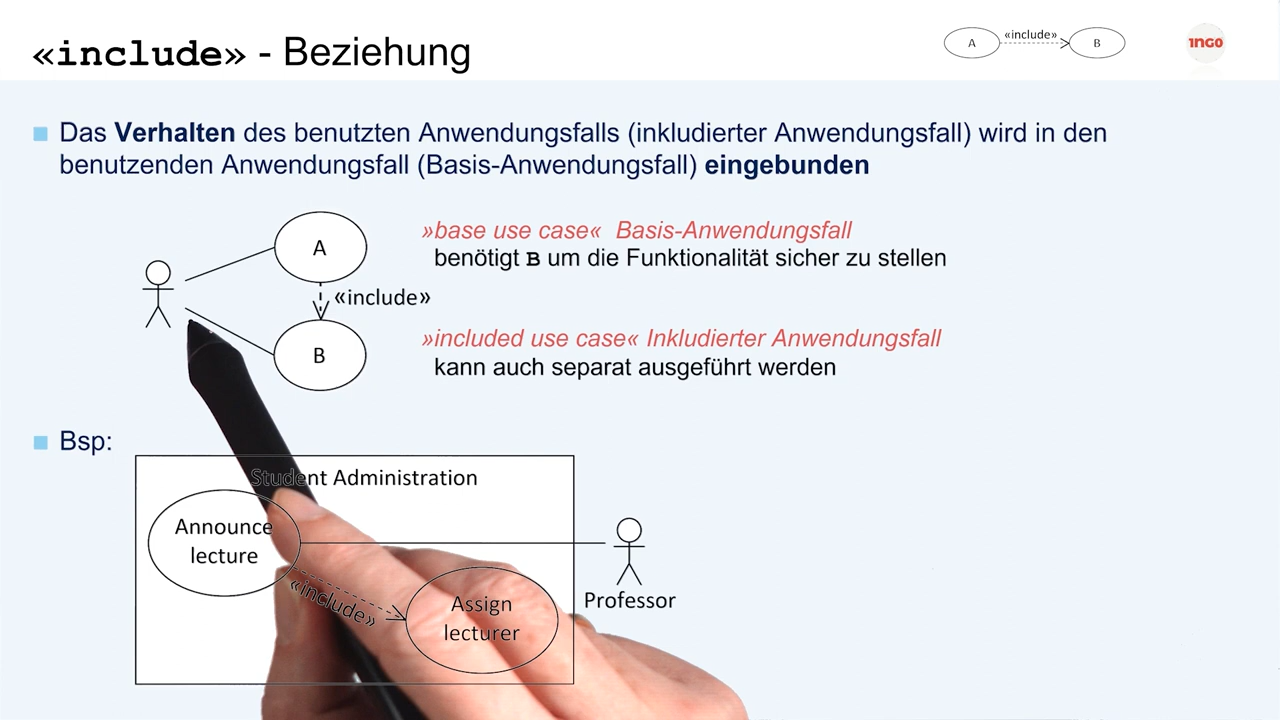 «include» - Beziehung
A
«include»
B
1NG0
Das Verhalten des benutzten Anwendungsfalls (inkludierter Anwendungsfall) wird in den
benutzenden Anwendungsfall (Basis-Anwendungsfall) eingebunden
A
»base use case« Basis-Anwendungsfall
benötigt B um die Funktionalität sicher zu stellen
«include»
B
»included use case« Inkludierter Anwendungsfall
kann auch separat ausgeführt werden
Bsp:
Student Administration
Announce
lecture
«include»
Assign
lecturer
Professor